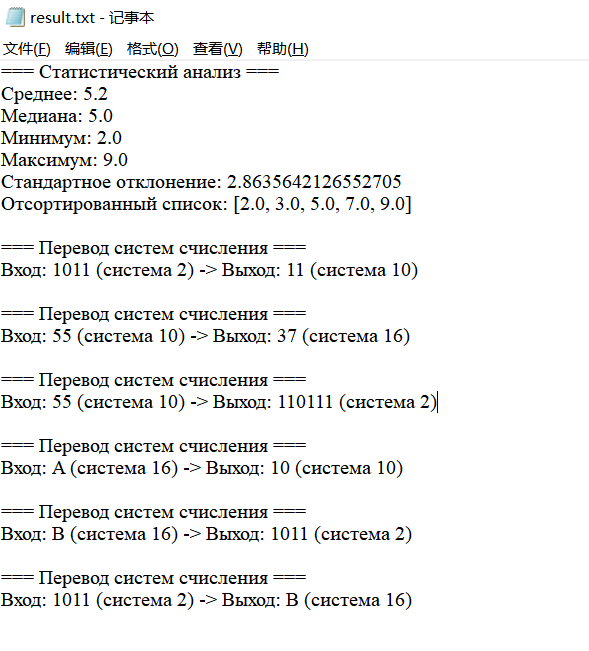 result.txt - 记事本
文件(F) 编辑(E) 格式(O) 查看(V) 帮助(H)
=== Статистический анализ ===
Среднее: 5.2
Медиана: 5.0
Минимум: 2.0
Максимум: 9.0
Стандартное отклонение: 2.8635642126552705
Отсортированный список: [2.0, 3.0, 5.0, 7.0, 9.0]
=== Перевод систем счисления ===
Вход: 1011 (система 2) -> Выход: 11 (система 10)
=== Перевод систем счисления ===
Вход: 55 (система 10) -> Выход: 37 (система 16)
=== Перевод систем счисления ===
Вход: 55 (система 10) -> Выход: 110111 (система 2)
=== Перевод систем счисления ===
Вход: A (система 16) -> Выход: 10 (система 10)
=== Перевод систем счисления ===
Вход: B (система 16) -> Выход: 1011 (система 2)
=== Перевод систем счисления ===
Вход: 1011 (система 2) -> Выход: B (система 16)